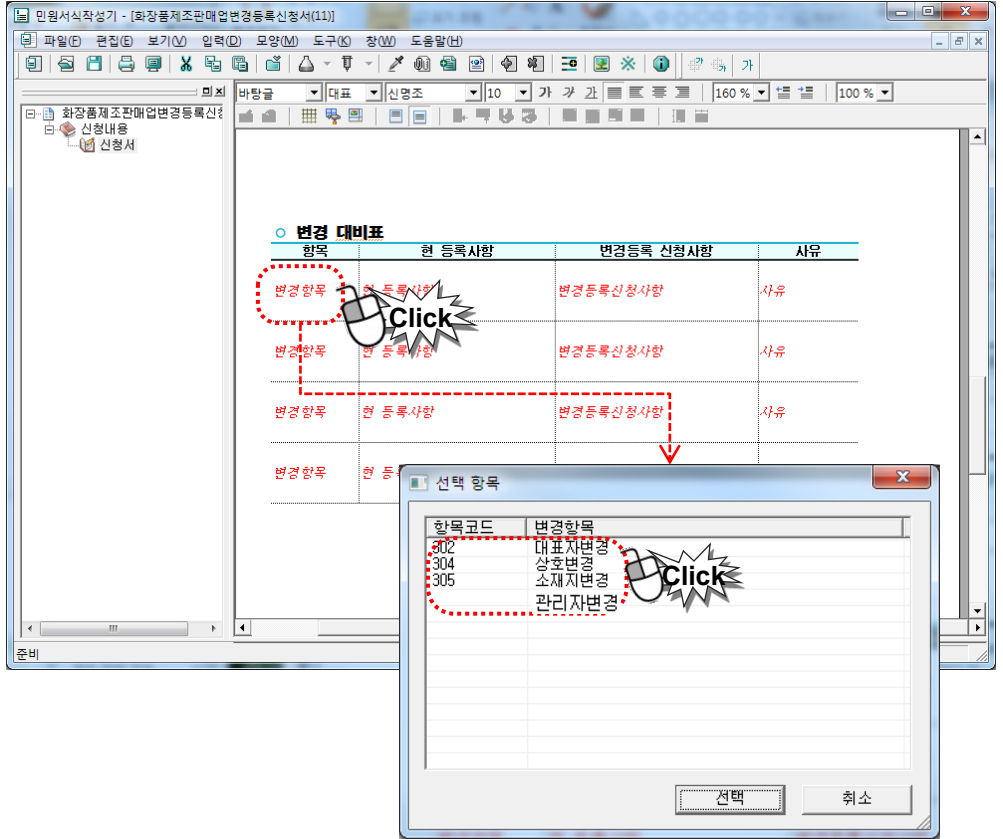 민원서식작성기 - [화장품제조판매업변경등록신청서(11)]
파일(F) 편집(E) 보기(V) 입력(D) 모양(M) 도구(K) 창(W) 도움말(H)
가
바탕글 대표 신명조 10 가 가 가 160 % 100 %
화장품제조판매업변경등록신청
신청내용
신청서
○ 변경 대비표
항목 현 등록사항 변경등록 신청사항 사유
변경항목 현 등록사항 변경등록신청사항 사유
Click
변경항목 현 등록사항 변경등록신청사항 사유
변경항목 현 등록사항 변경등록신청사항 사유
변경항목 현 등
선택 항목
항목코드 변경항목
302 대표자변경
304 상호변경
305 소재지변경
Click
관리자변경
선택 취소
준비